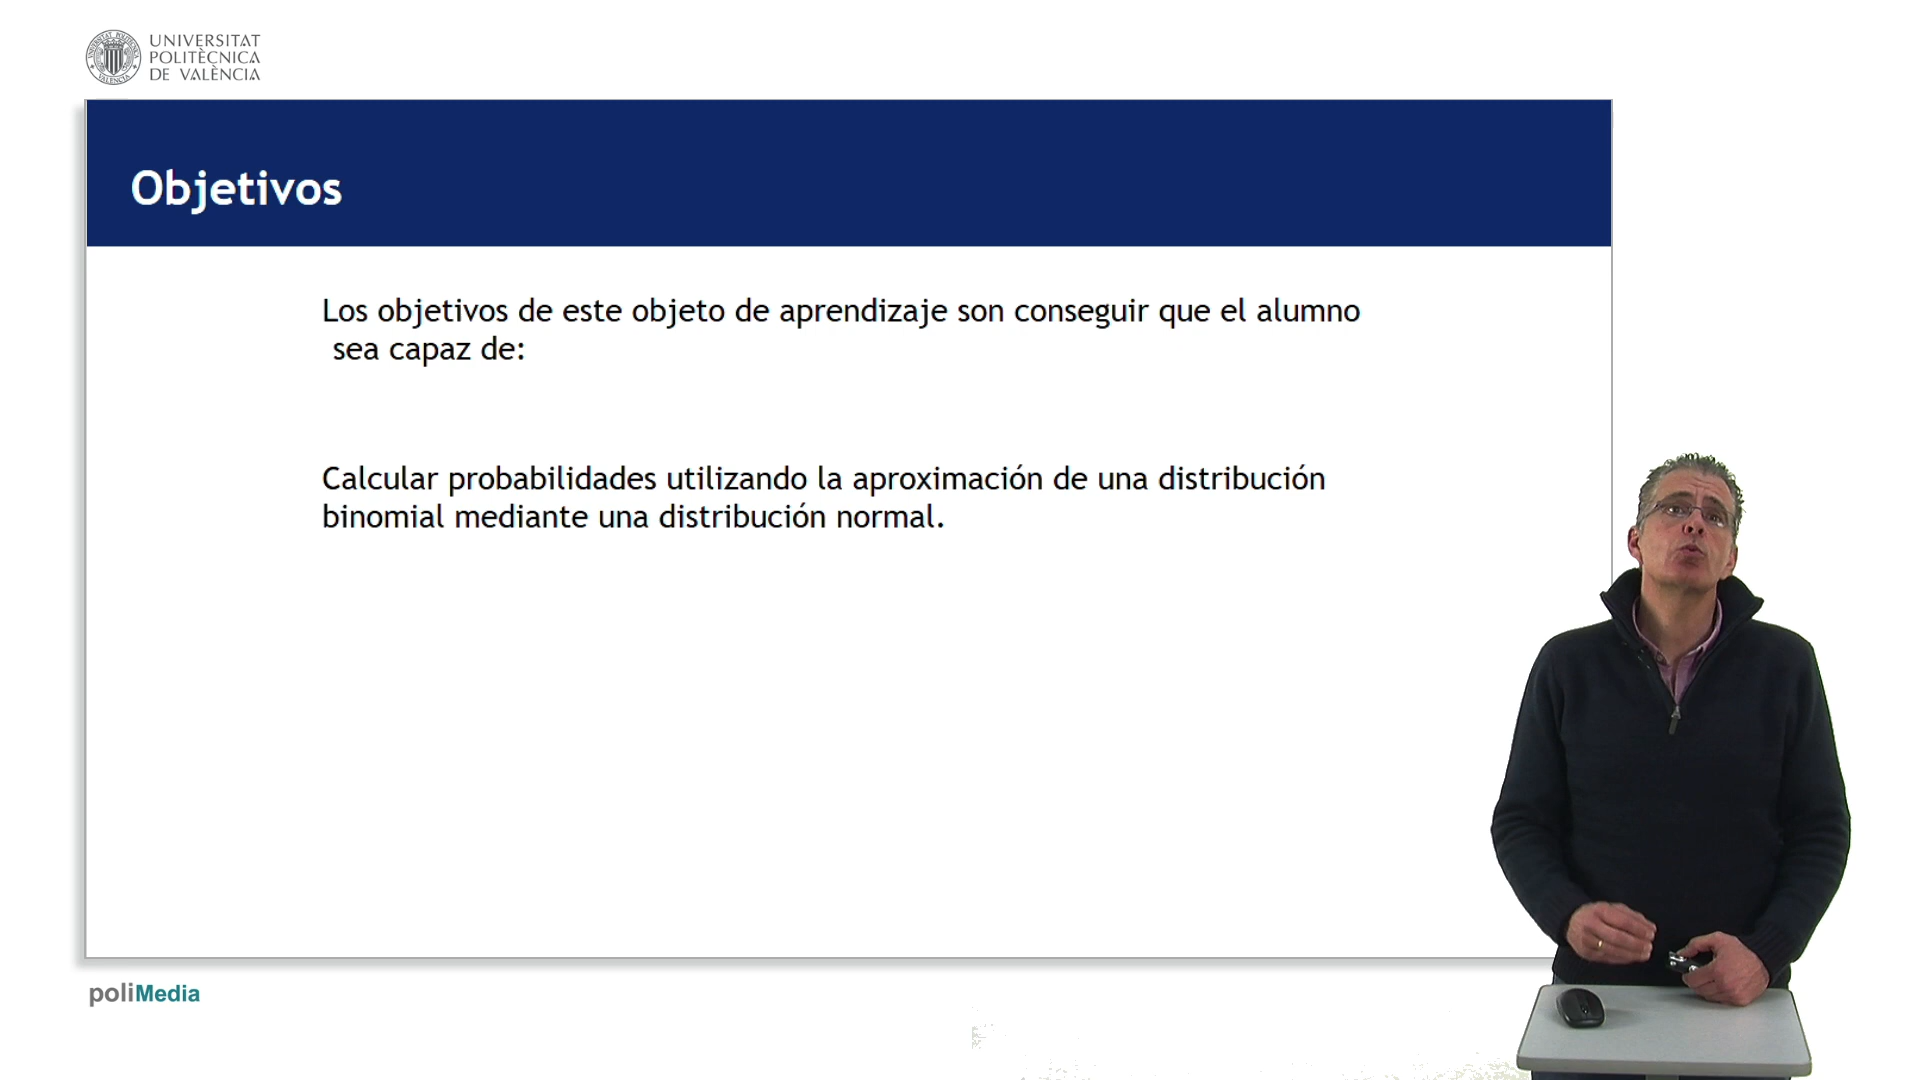 UNIVERSITAT
POLITÈCNICA
DE VALÈNCIA
Objetivos
Los objetivos de este objeto de aprendizaje son conseguir que el alumno
sea capaz de:
Calcular probabilidades utilizando la aproximación de una distribución
binomial mediante una distribución normal.
poliMedia